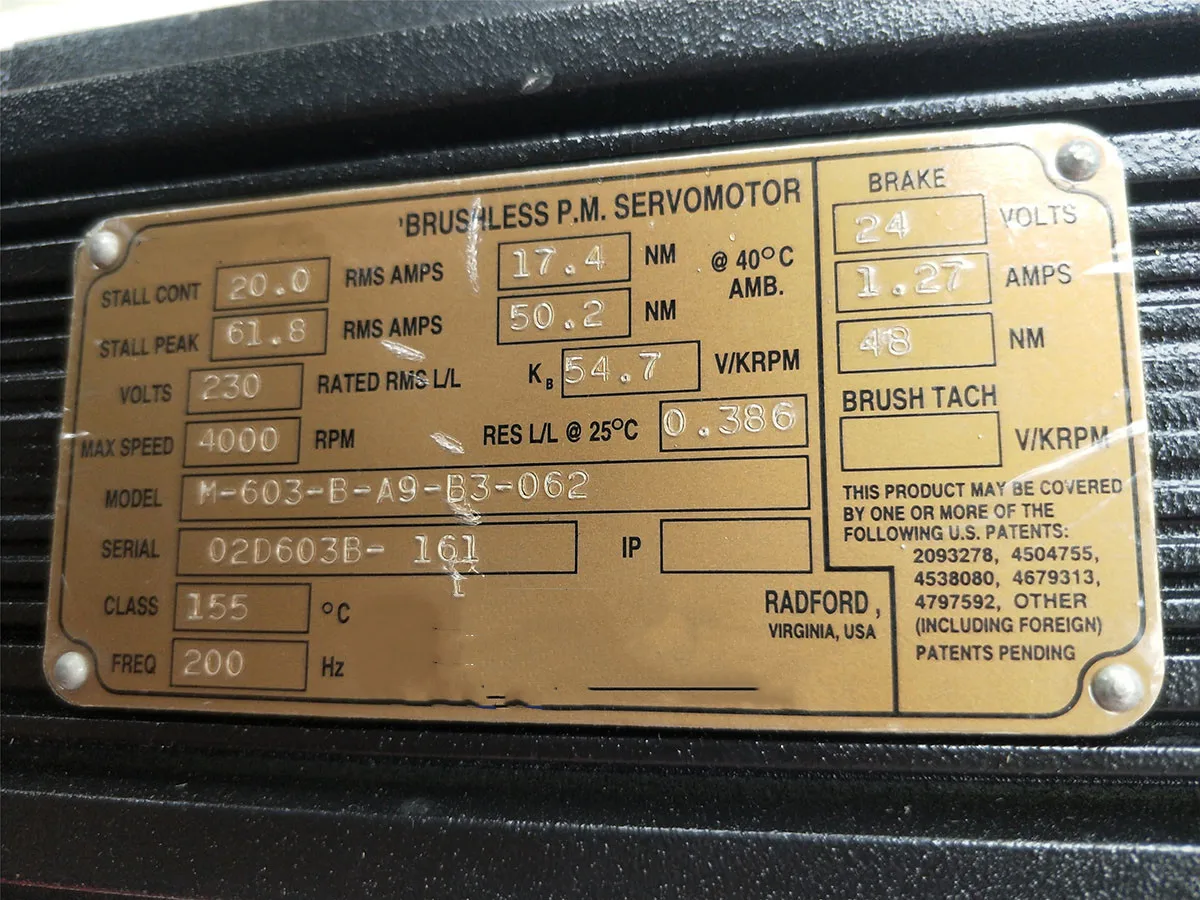 'BRUSHLESS P.M. SERVOMOTOR
STALL CONT 20.0 RMS AMPS 17.4 NM @ 40°C
STALL PEAK 61.8 RMS AMPS 50.2 NM AMB.
VOLTS 230 RATED RMS L/L KB 54.7 V/KRPM
MAX SPEED 4000 RPM RES L/L @ 25°C 0.386
MODEL M-603-B-A9-B3-062
SERIAL 02D603B- 161 IP
1
CLASS 155 °C
FREQ 200 Hz
RADFORD,
VIRGINIA, USA
BRAKE
24 VOLTS
1.27 AMPS
48 NM
BRUSH TACH
V/KRPM
THIS PRODUCT MAY BE COVERED
BY ONE OR MORE OF THE
FOLLOWING U.S. PATENTS:
2093278, 4504755,
4538080, 4679313,
4797592, OTHER
(INCLUDING FOREIGN)
PATENTS PENDING